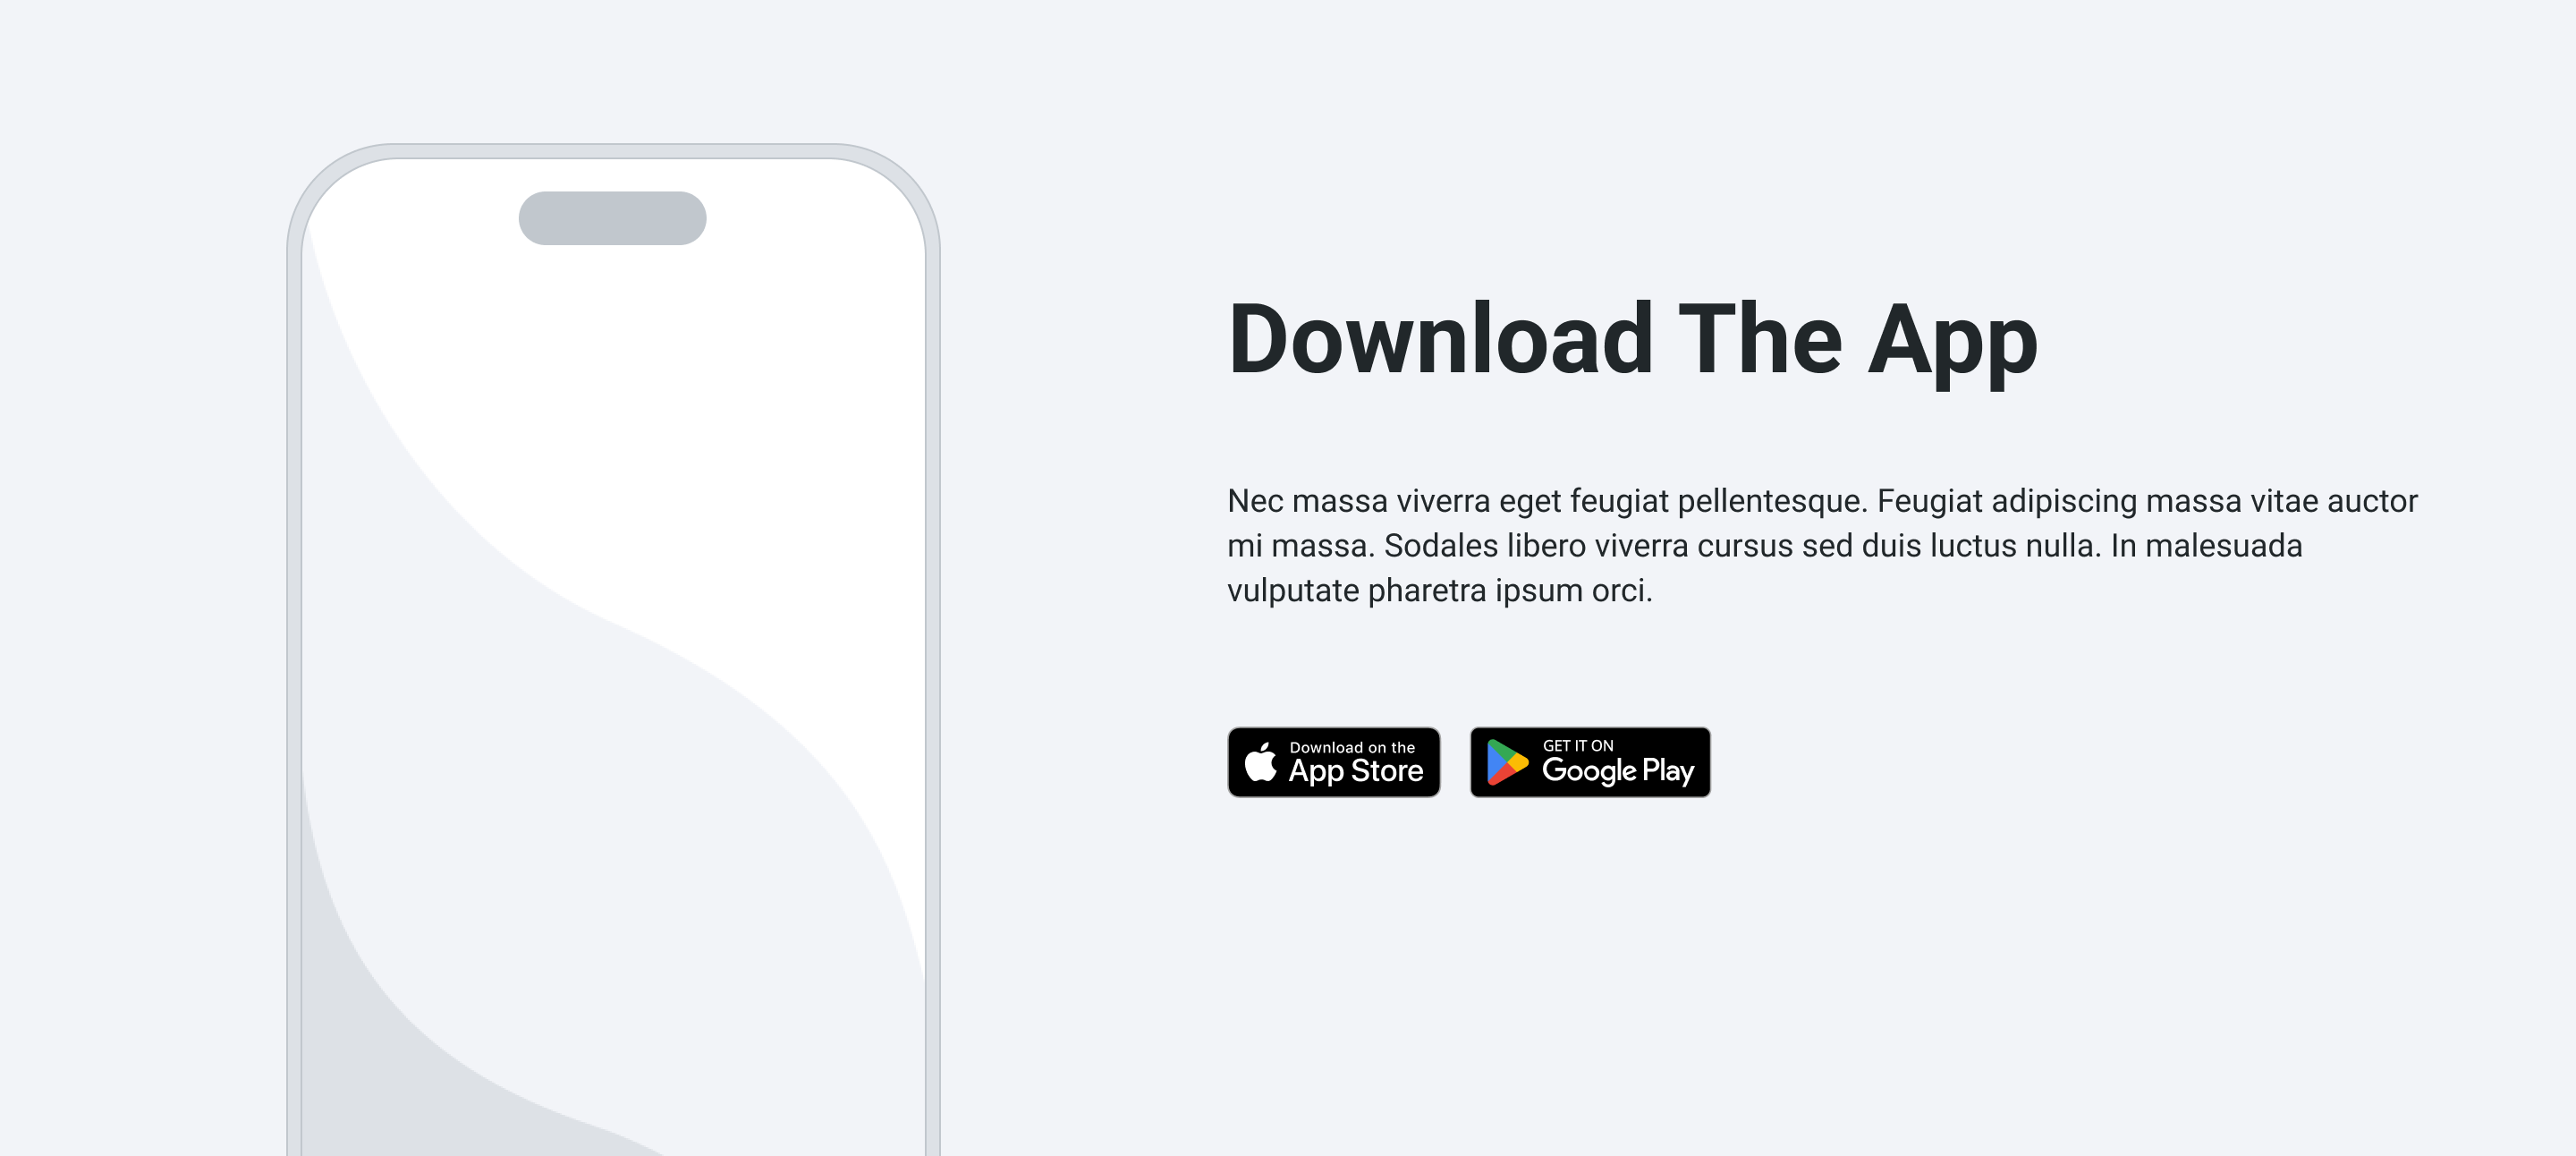 Download The App
Nec massa viverra eget feugiat pellentesque. Feugiat adipiscing massa vitae auctor
mi massa. Sodales libero viverra cursus sed duis luctus nulla. In malesuada
vulputate pharetra ipsum orci.
Download on the
App Store
GET IT ON
Google Play